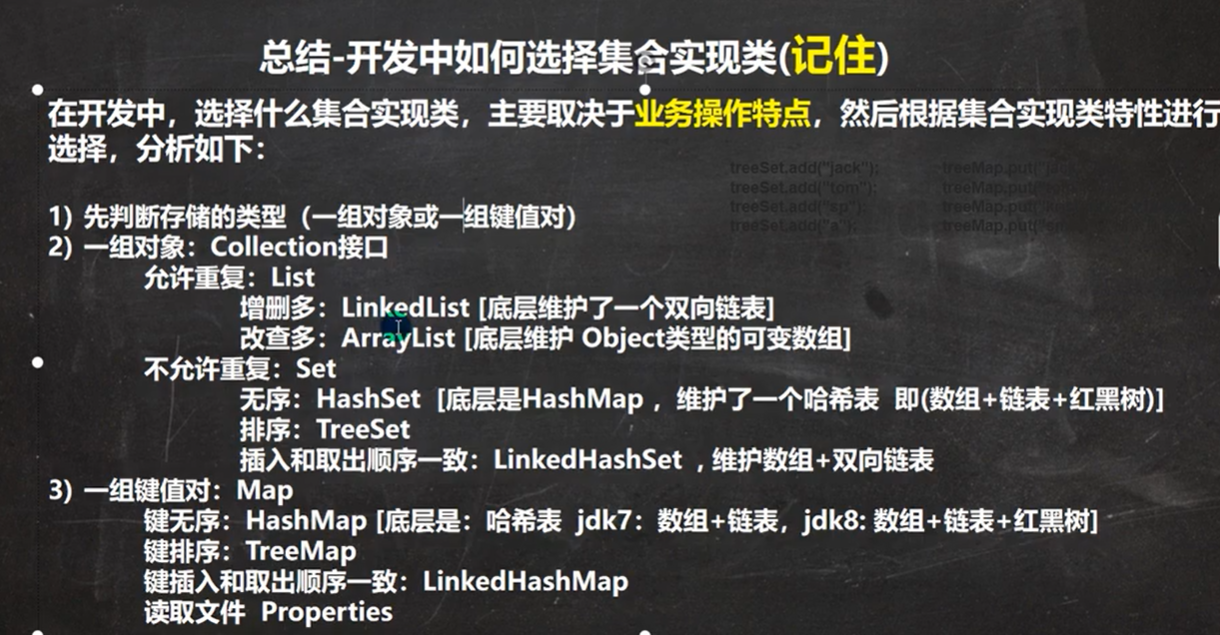 总结-开发中如何选择集合实现类(记住)
在开发中，选择什么集合实现类，主要取决于业务操作特点，然后根据集合实现类特性进行
选择，分析如下：
treeSet.add("jack");
treeSet.add("tom");
treeSet.add("sp");
treeSet.add("a");
treeMap.put("jack
treeMap.put("
treeMap.put("
treeMap.put("
1) 先判断存储的类型（一组对象或一组键值对）
2) 一组对象：Collection接口
允许重复：List
增删多：LinkedList [底层维护了一个双向链表]
改查多：ArrayList [底层维护 Object类型的可变数组]
不允许重复：Set
无序：HashSet [底层是HashMap ，维护了一个哈希表 即(数组+链表+红黑树)]
排序：TreeSet
插入和取出顺序一致：LinkedHashSet ，维护数组+双向链表
3) 一组键值对：Map
键无序：HashMap [底层是：哈希表 jdk7：数组+链表，jdk8: 数组+链表+红黑树]
键排序：TreeMap
键插入和取出顺序一致：LinkedHashMap
读取文件 Properties